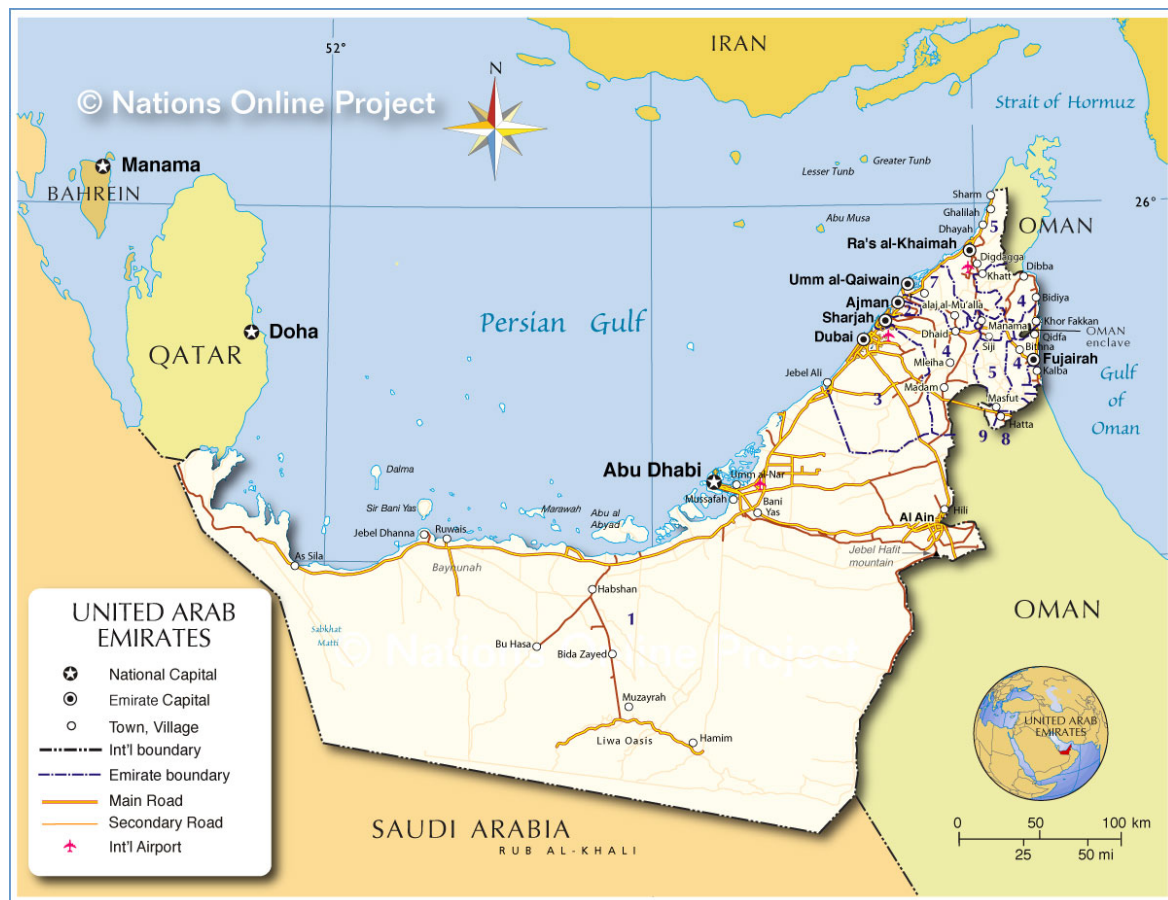 52°
IRAN
N
© Nations Online Project
Strait of Hormuz
Manama
BAHREIN
Greater Tunb
Lesser Tunb
Sharm
26°
Ghalilah
Abu Musa
Dhayah
5
OMAN
Ra's al-Khaimah
Digdagga
Khatt
Dibba
Umm al-Qaiwain
7
4
Bidiya
Ajman
alaj al-Mu'alla
Sharjah
Khor Fakkan
Manama
OMAN
enclave
Doha
Persian Gulf
Dubai
Dhaid
Siji
Qidfa
Bithna
QATAR
4
4
Fujairah
Mleiha
5
Kalba
Jebel Ali
Madam
3
Masfut
Gulf
of
Oman
Hatta
9
8
Abu Dhabi
Umm al-Nar
Dalma
Mussafah
Bani
Yas
Sir Bani Yas
Marawah
Abu al
Abyad
Al Ain
Hili
Jebel Dhanna
Ruwais
As Sila
Baynunah
Jebel Hafit
mountain
Habshan
OMAN
1
Sabkhat
Matti
Bu Hasa
Bida Zayed
© Nations Online Project
Muzayrah
Liwa Oasis
Hamim
SAUDI ARABIA
RUB AL-KHALI
UNITED ARAB
EMIRATES
National Capital
Emirate Capital
Town, Village
Int'l boundary
Emirate boundary
Main Road
Secondary Road
Int'l Airport
UNITED ARAB
EMIRATES
0 50 100 km
25 50 mi